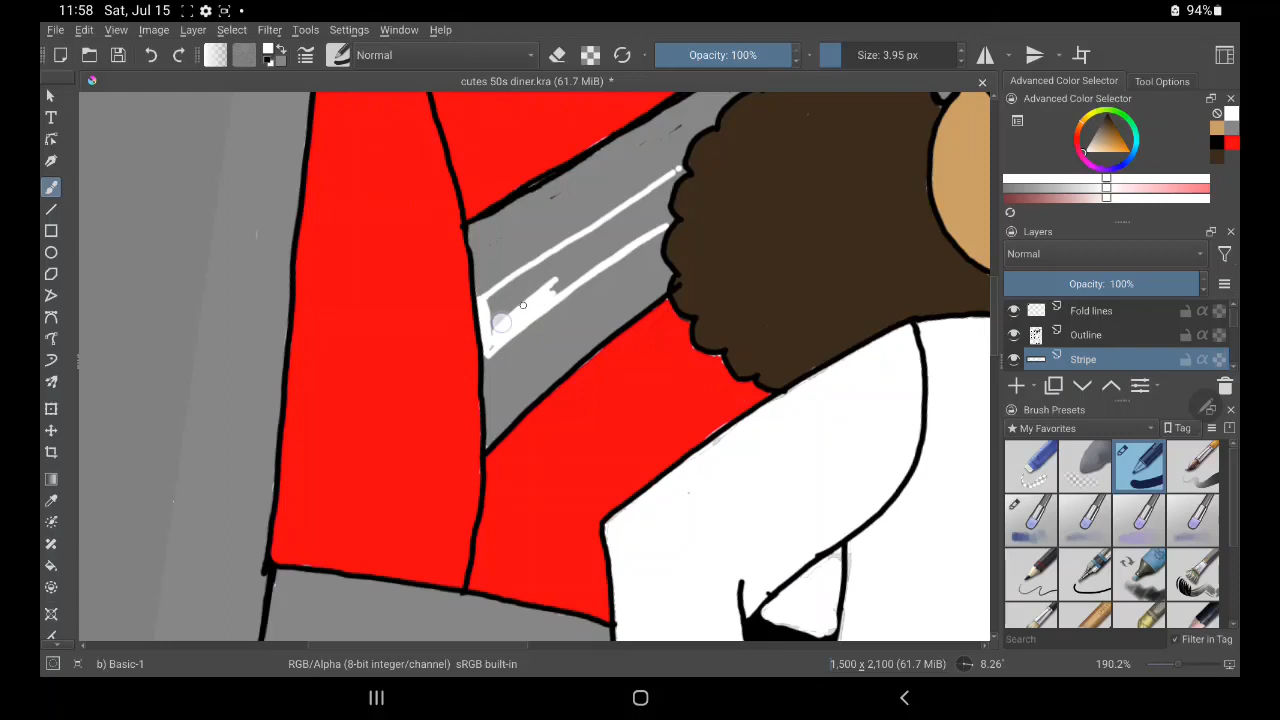 11:58 Sat, Jul 15
94%
File Edit View Image Layer Select Filter Tools Settings Window Help
Normal
Opacity: 100%
Size: 3.95 px
cutes 50s diner.kra (61.7 MiB) *
Advanced Color Selector
Tool Options
Advanced Color Selector
Layers
Normal
Opacity: 100%
Fold lines
Outline
Stripe
Brush Presets
My Favorites
Tag
Search
Filter in Tag
b) Basic-1
RGB/Alpha (8-bit integer/channel) sRGB built-in
1,500 x 2,100 (61.7 MiB)
8.26°
190.2%